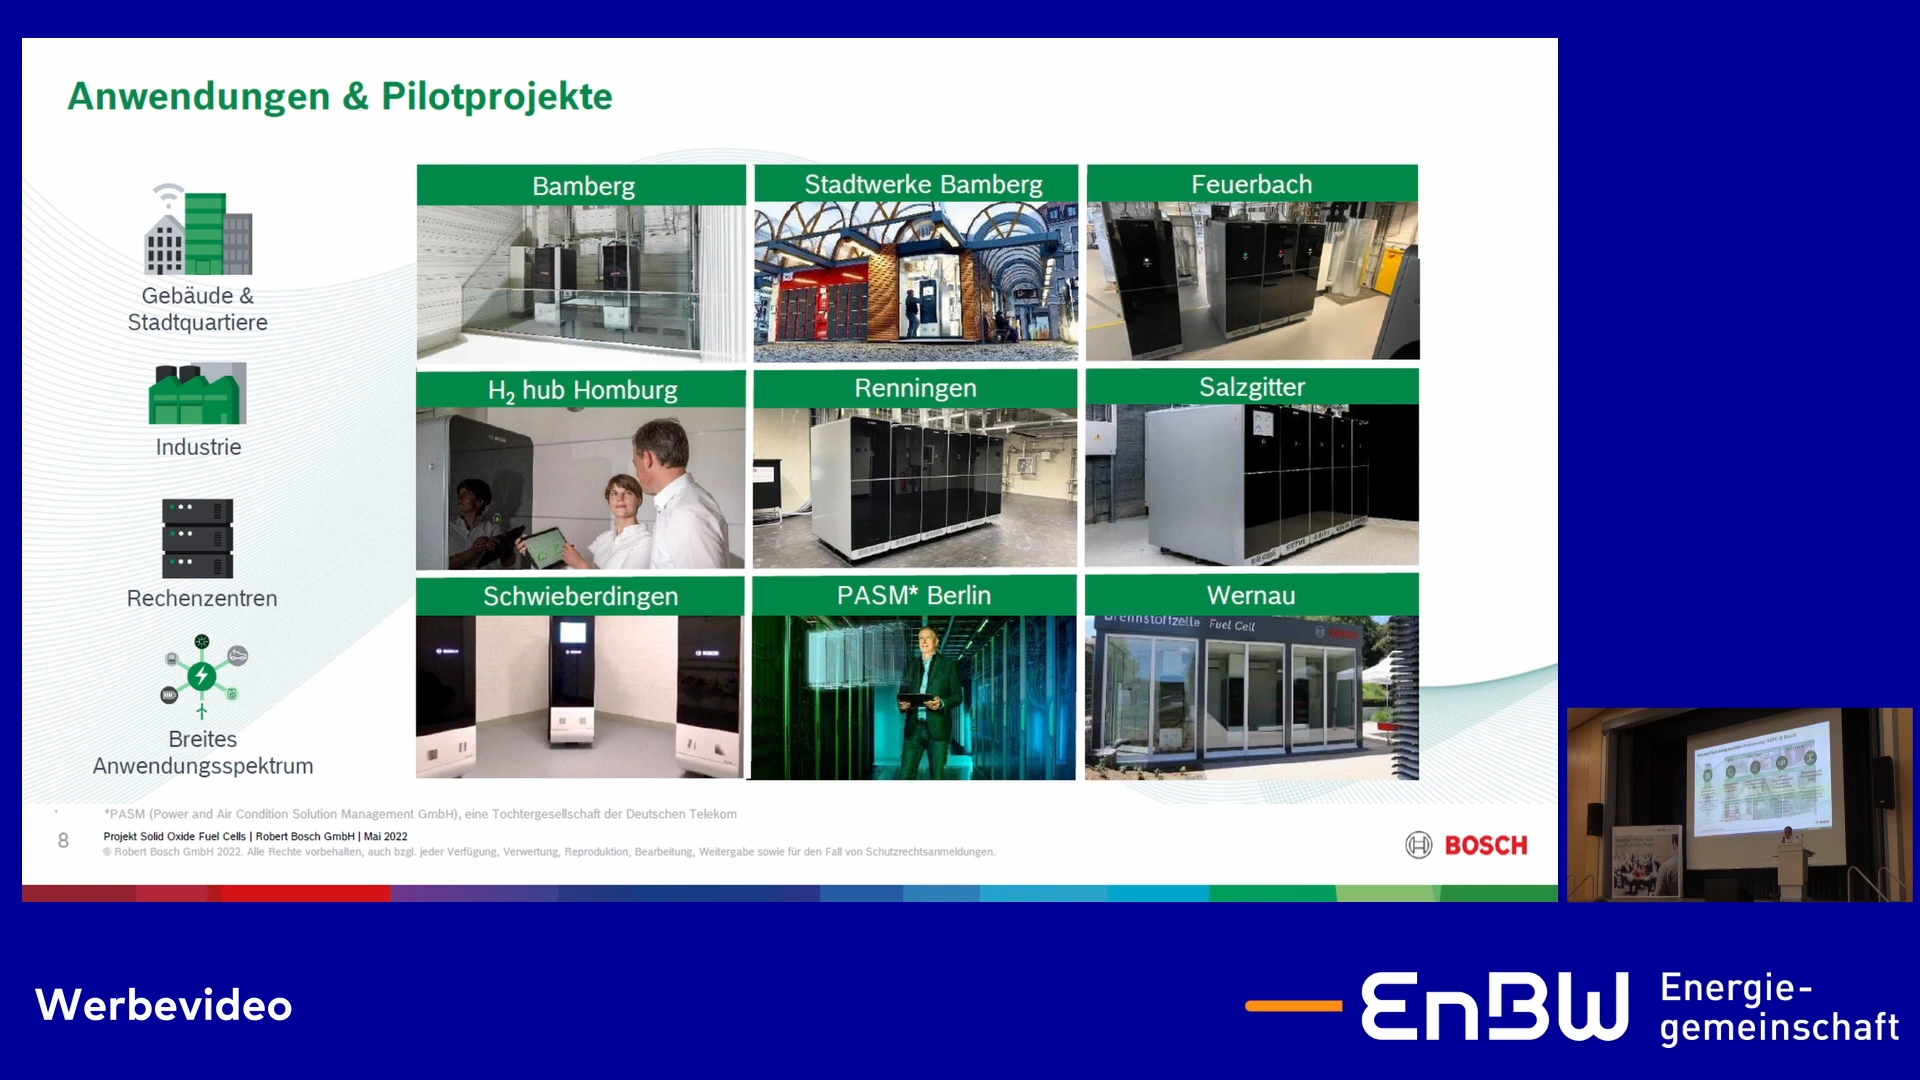 Anwendungen & Pilotprojekte
Gebäude &
Stadtquartiere
Industrie
Rechenzentren
Breites
Anwendungsspektrum
Bamberg
Stadtwerke Bamberg
Feuerbach
H₂ hub Homburg
Renningen
Salzgitter
Schwieberdingen
PASM* Berlin
Wernau
Brennstoffzelle Fuel Cell
BOSCH
*PASM (Power and Air Condition Solution Management GmbH), eine Tochtergesellschaft der Deutschen Telekom
8
Projekt Solid Oxide Fuel Cells | Robert Bosch GmbH | Mai 2022
© Robert Bosch GmbH 2022. Alle Rechte vorbehalten, auch bzgl. jeder Verfügung, Verwertung, Reproduktion, Bearbeitung, Weitergabe sowie für den Fall von Schutzrechtsanmeldungen.
BOSCH
Werbevideo
EnBW
Energie-
gemeinschaft